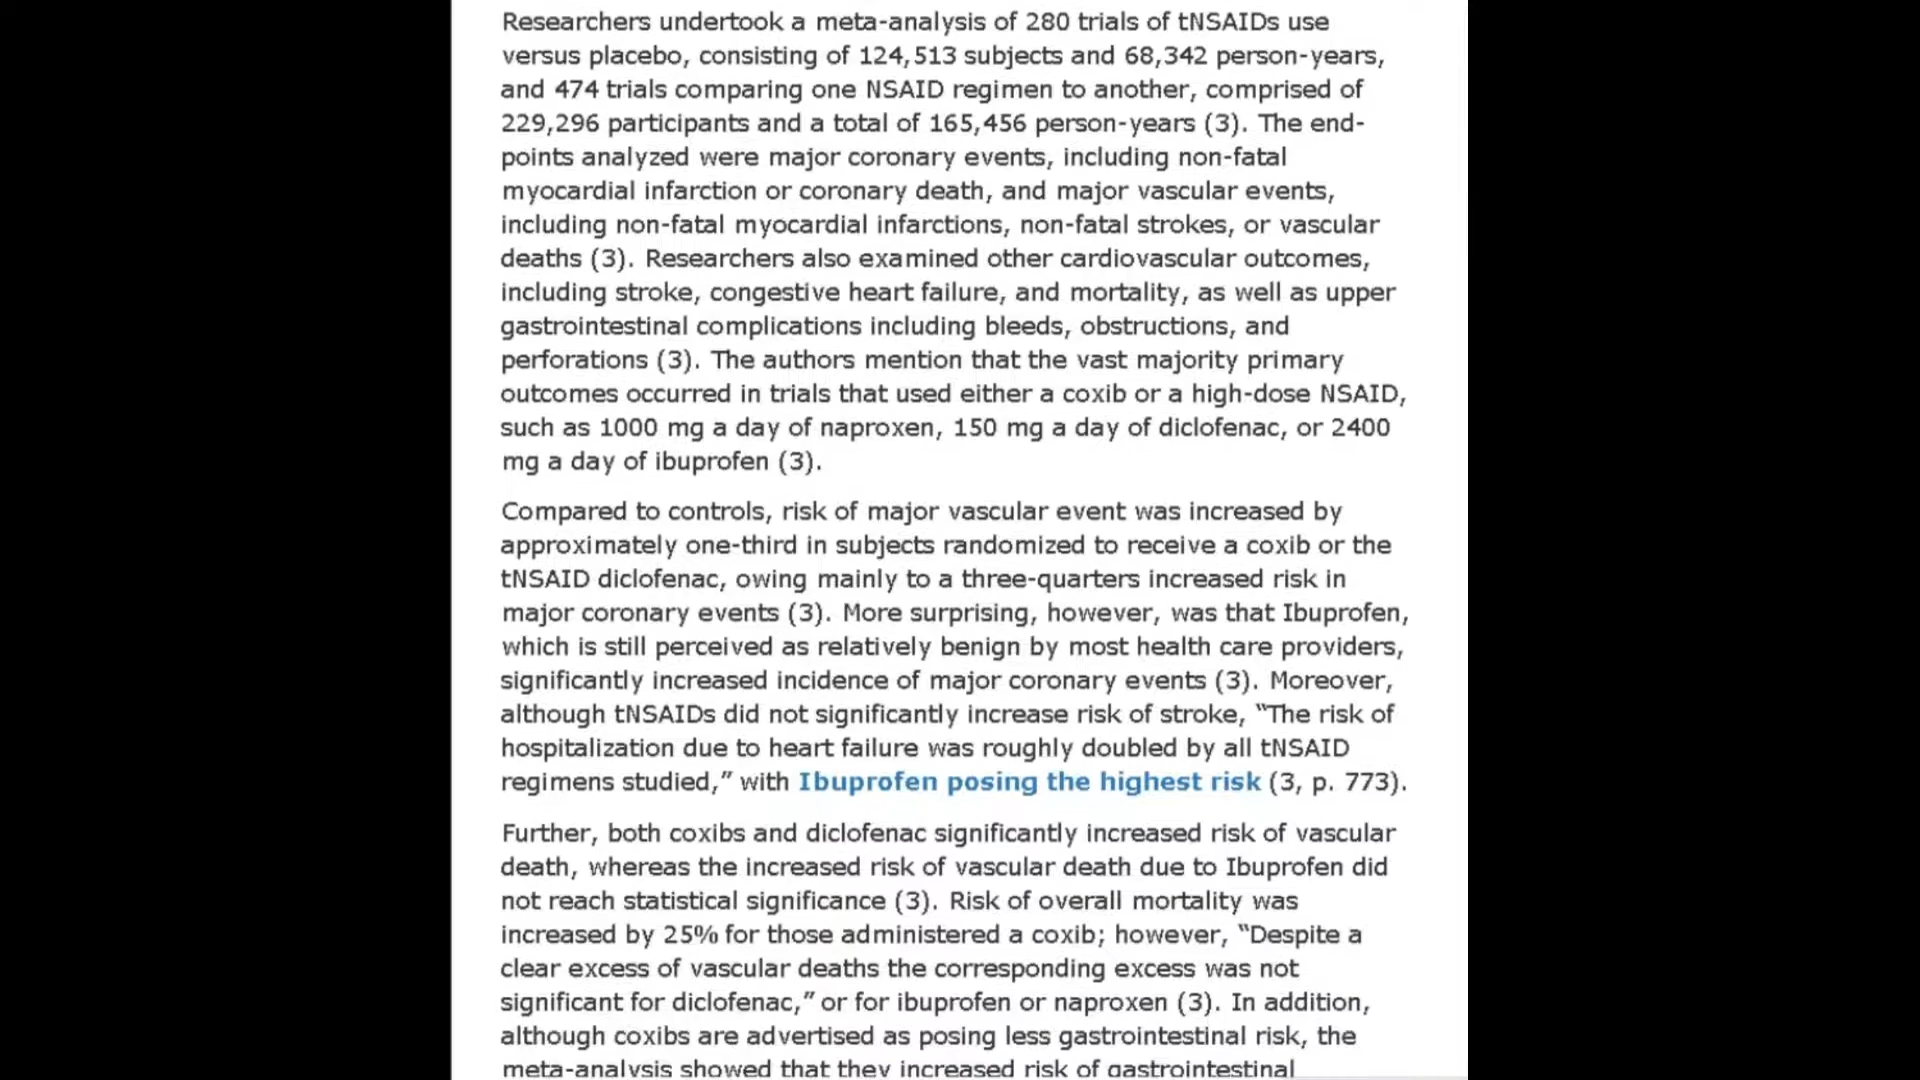 Researchers undertook a meta-analysis of 280 trials of tNSAIDs use
versus placebo, consisting of 124,513 subjects and 68,342 person-years,
and 474 trials comparing one NSAID regimen to another, comprised of
229,296 participants and a total of 165,456 person-years (3). The end-
points analyzed were major coronary events, including non-fatal
myocardial infarction or coronary death, and major vascular events,
including non-fatal myocardial infarctions, non-fatal strokes, or vascular
deaths (3). Researchers also examined other cardiovascular outcomes,
including stroke, congestive heart failure, and mortality, as well as upper
gastrointestinal complications including bleeds, obstructions, and
perforations (3). The authors mention that the vast majority primary
outcomes occurred in trials that used either a coxib or a high-dose NSAID,
such as 1000 mg a day of naproxen, 150 mg a day of diclofenac, or 2400
mg a day of ibuprofen (3).
Compared to controls, risk of major vascular event was increased by
approximately one-third in subjects randomized to receive a coxib or the
tNSAID diclofenac, owing mainly to a three-quarters increased risk in
major coronary events (3). More surprising, however, was that Ibuprofen,
which is still perceived as relatively benign by most health care providers,
significantly increased incidence of major coronary events (3). Moreover,
although tNSAIDs did not significantly increase risk of stroke, “The risk of
hospitalization due to heart failure was roughly doubled by all tNSAID
regimens studied,” with Ibuprofen posing the highest risk (3, p. 773).
Further, both coxibs and diclofenac significantly increased risk of vascular
death, whereas the increased risk of vascular death due to Ibuprofen did
not reach statistical significance (3). Risk of overall mortality was
increased by 25% for those administered a coxib; however, “Despite a
clear excess of vascular deaths the corresponding excess was not
significant for diclofenac,” or for ibuprofen or naproxen (3). In addition,
although coxibs are advertised as posing less gastrointestinal risk, the
meta-analysis showed that they increased risk of gastrointestinal